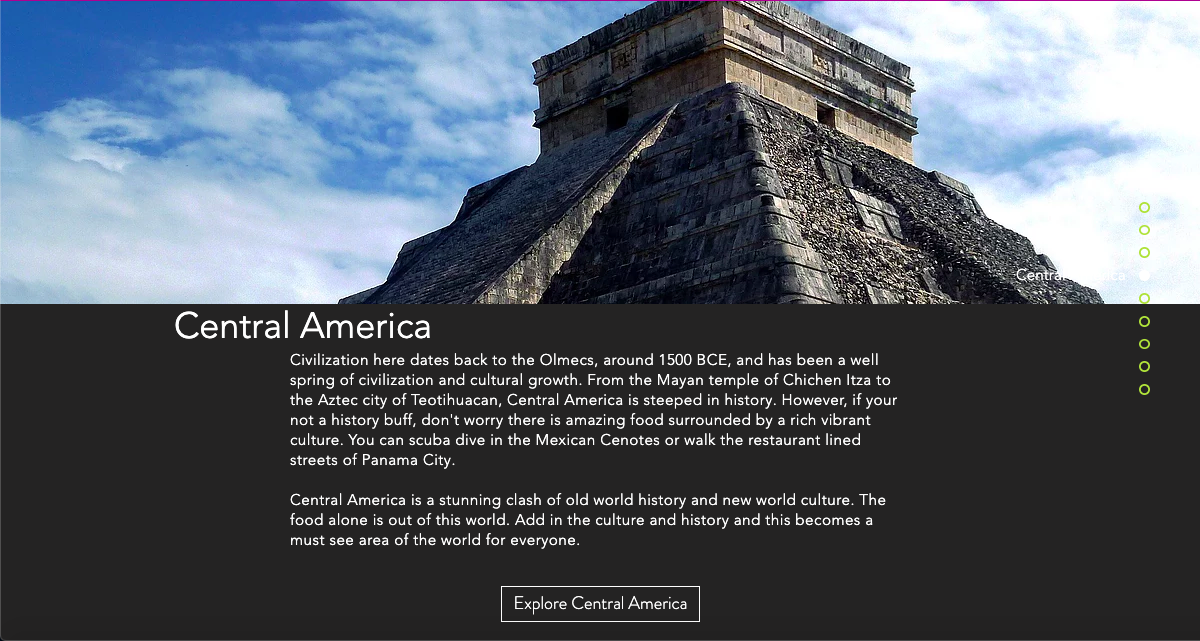 Central
Central America
Civilization here dates back to the Olmecs, around 1500 BCE, and has been a well
spring of civilization and cultural growth. From the Mayan temple of Chichen Itza to
the Aztec city of Teotihuacan, Central America is steeped in history. However, if your
not a history buff, don't worry there is amazing food surrounded by a rich vibrant
culture. You can scuba dive in the Mexican Cenotes or walk the restaurant lined
streets of Panama City.
Central America is a stunning clash of old world history and new world culture. The
food alone is out of this world. Add in the culture and history and this becomes a
must see area of the world for everyone.
Explore Central America